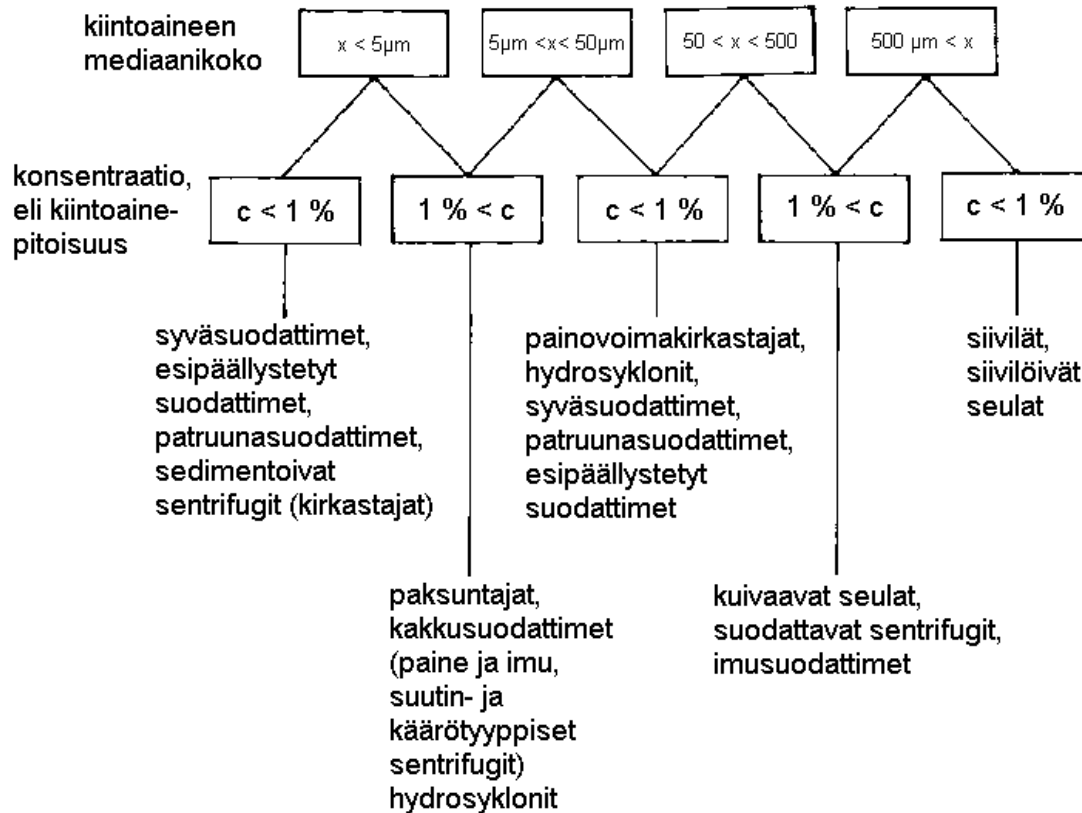 kiintoaineen
mediaanikoko
x < 5µm
5µm <x< 50µm
50 < x < 500
500 µm < x
konsentraatio,
eli kiintoaine-
pitoisuus
c < 1 %
1 % < c
c < 1 %
1 % < c
c < 1 %
syväsuodattimet,
esipäällystetyt
suodattimet,
patruunasuodattimet,
sedimentoivat
sentrifugit (kirkastajat)
painovoimakirkastajat,
hydrosyklonit,
syväsuodattimet,
patruunasuodattimet,
esipäällystetyt
suodattimet
siivilät,
siivilöivät
seulat
paksuntajat,
kakkusuodattimet
(paine ja imu,
suutin- ja
käärötyyppiset
sentrifugit)
hydrosyklonit
kuivaavat seulat,
suodattavat sentrifugit,
imusuodattimet